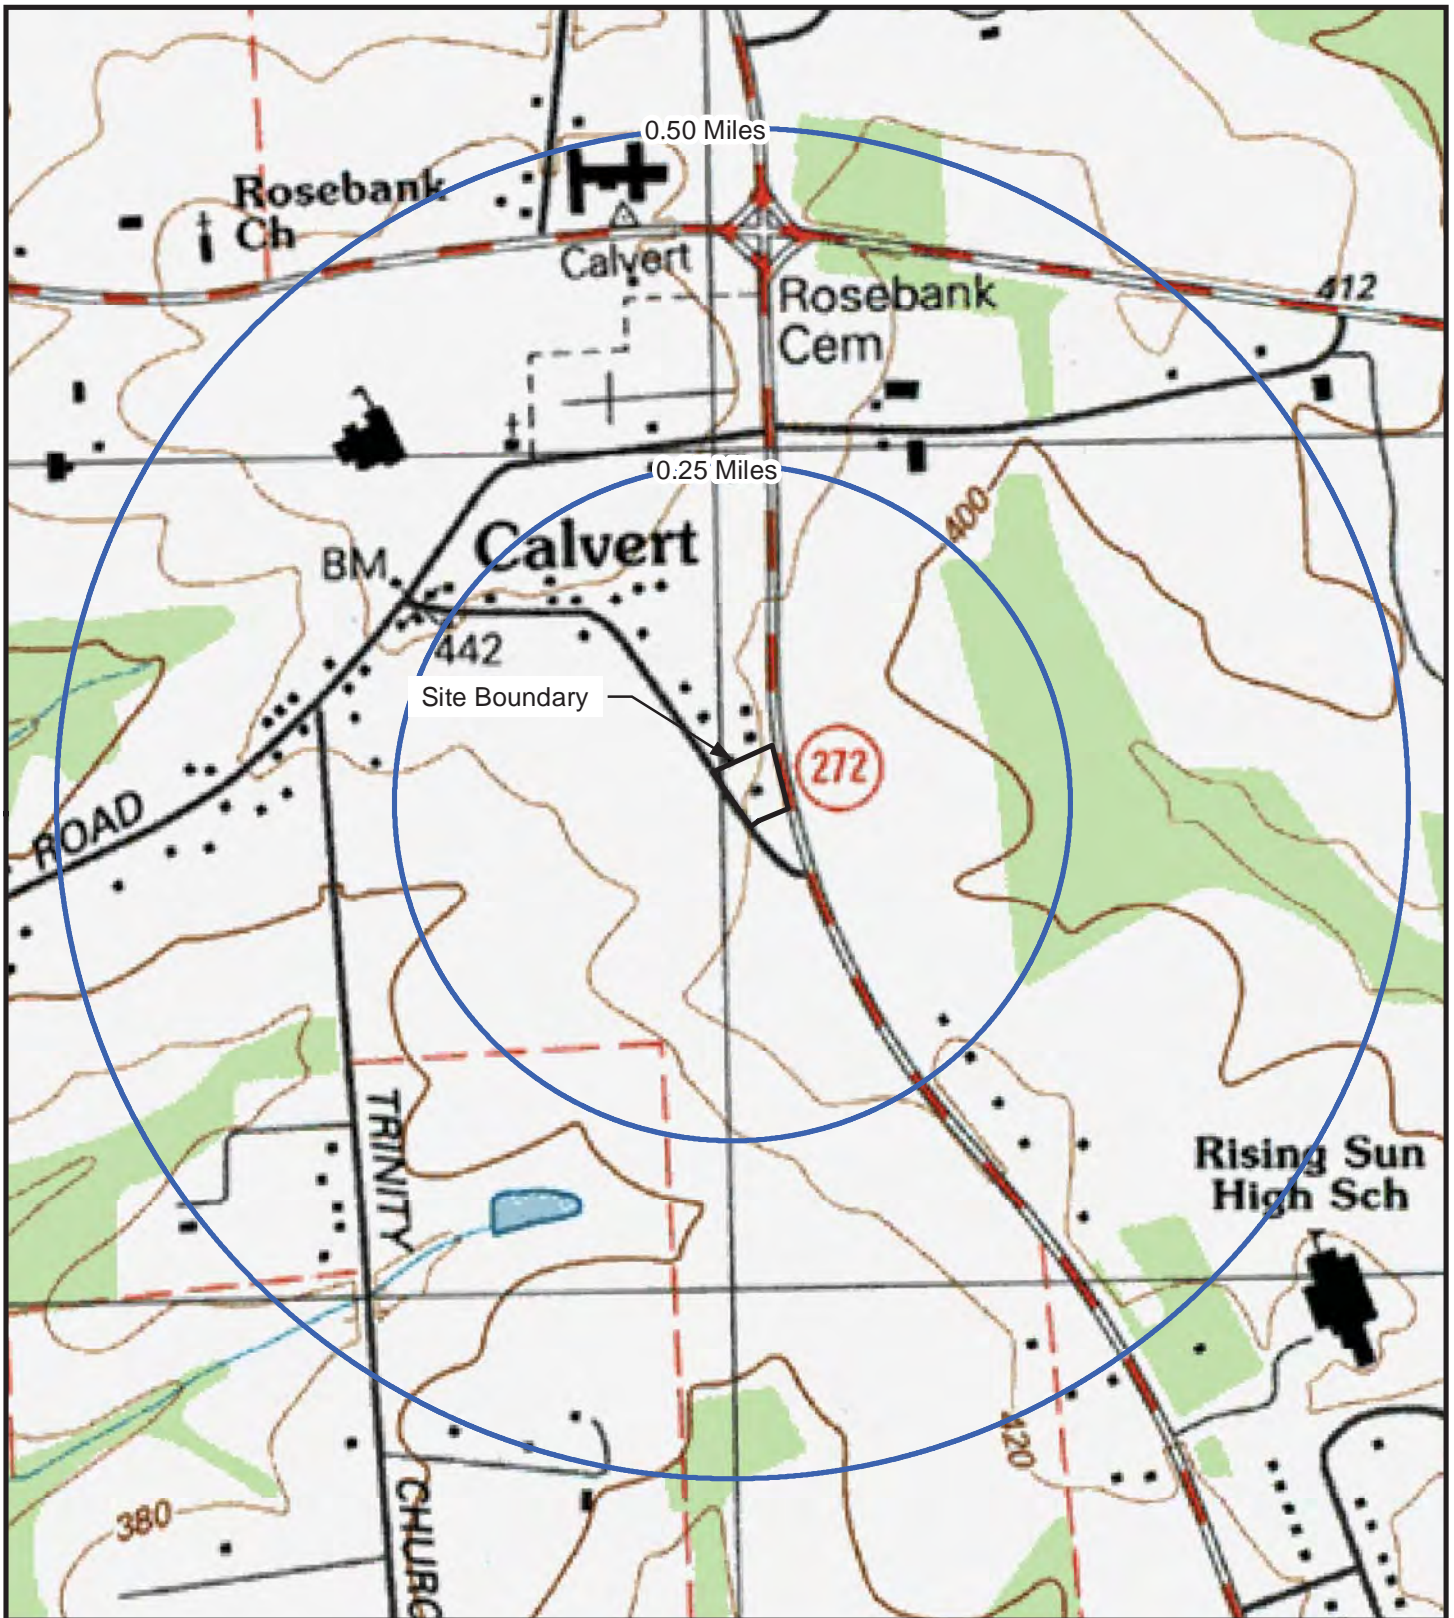 0.50 Miles
Rosebank
Ch
Calvert
412
Rosebank
Cem
0.25 Miles
400
Calvert
BM
442
Site Boundary
272
ROAD
TRINITY
Rising Sun
High Sch
420
380
CHURC